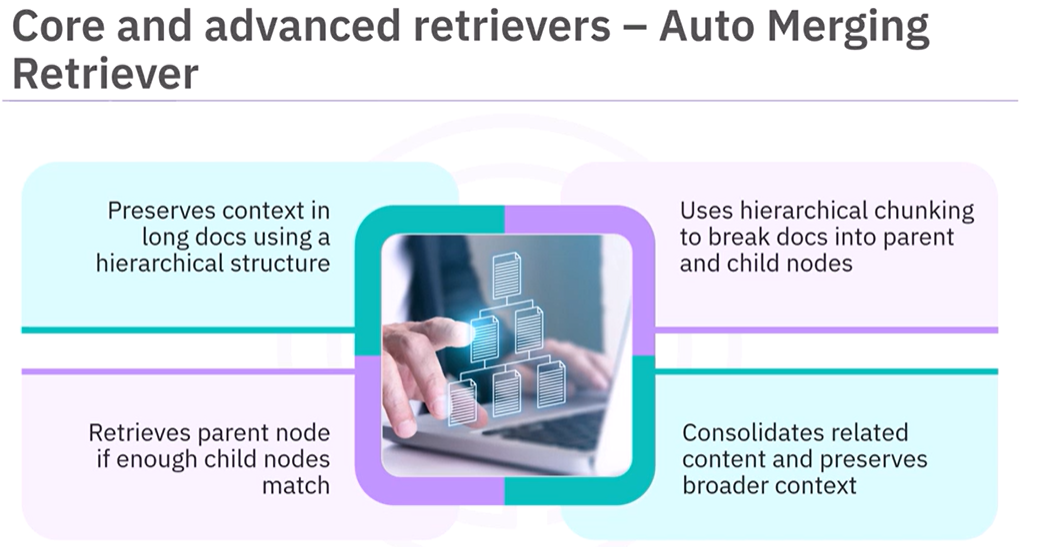 Core and advanced retrievers – Auto Merging
Retriever
Preserves context in
long docs using a
hierarchical structure
Uses hierarchical chunking
to break docs into parent
and child nodes
Retrieves parent node
if enough child nodes
match
Consolidates related
content and preserves
broader context